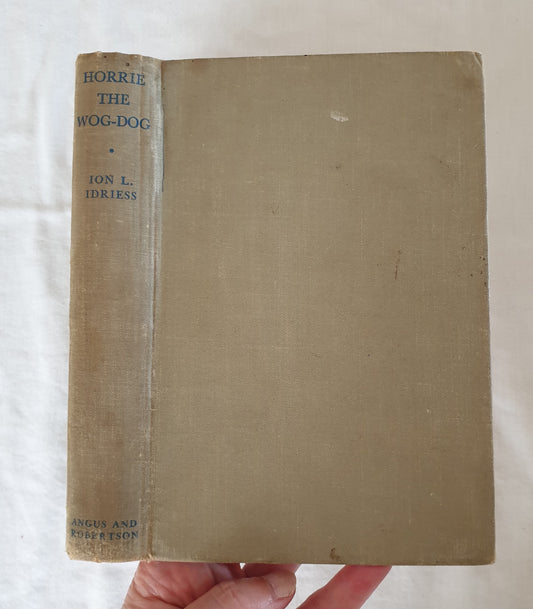 HORRIE
THE
WOG-DOG
•
ION L.
IDRIESS
ANGUS AND
ROBERTSON